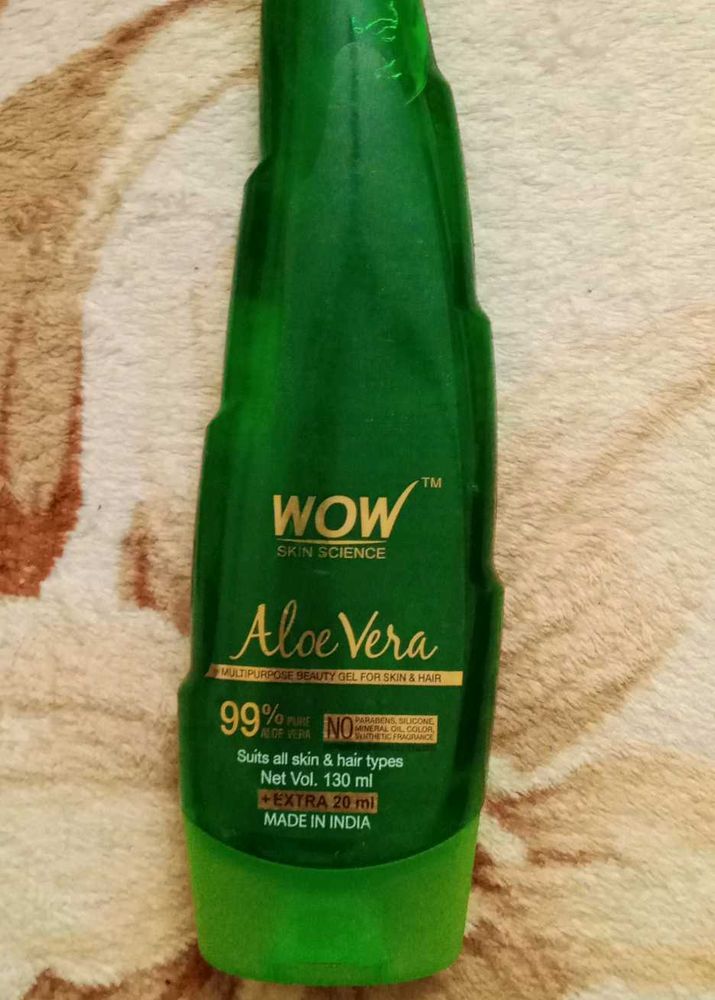 WOW™
SKIN SCIENCE
Aloe Vera
MULTIPURPOSE BEAUTY GEL FOR SKIN & HAIR
99% PURE
ALOE VERA
NO PARABENS, SILICONE,
MINERAL OIL, COLOR,
SYNTHETIC FRAGRANCE
Suits all skin & hair types
Net Vol. 130 ml
+EXTRA 20 ml
MADE IN INDIA